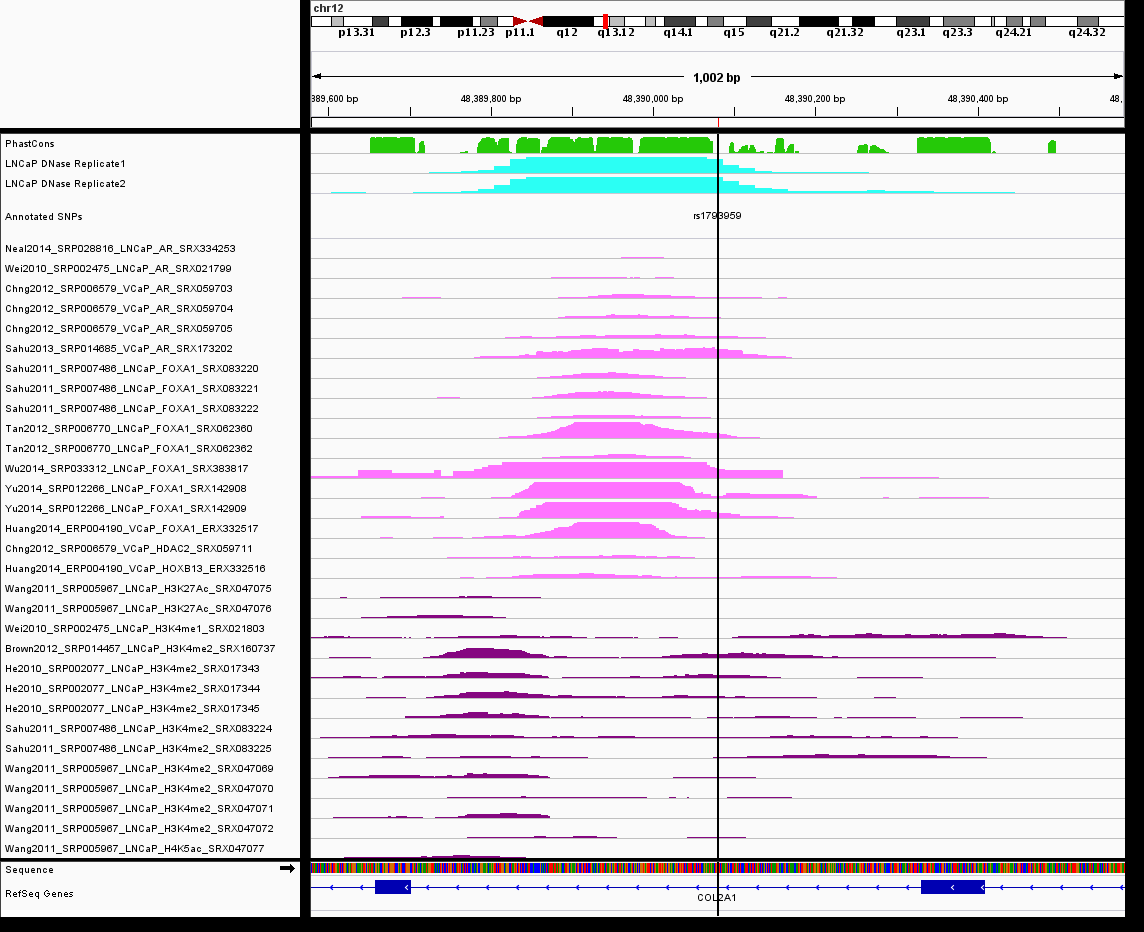 chr12
p13.31 p12.3 p11.23 p11.1 q12 q13.12 q14.1 q15 q21.2 q21.32 q23.1 q23.3 q24.21 q24.32
1,002 bp
389,600 bp 48,389,800 bp 48,390,000 bp 48,390,200 bp 48,390,400 bp 48,
PhastCons
LNCaP DNase Replicate1
LNCaP DNase Replicate2
Annotated SNPs rs1793959
Neal2014_SRP028816_LNCaP_AR_SRX334253
Wei2010_SRP002475_LNCaP_AR_SRX021799
Chng2012_SRP006579_VCaP_AR_SRX059703
Chng2012_SRP006579_VCaP_AR_SRX059704
Chng2012_SRP006579_VCaP_AR_SRX059705
Sahu2013_SRP014685_VCaP_AR_SRX173202
Sahu2011_SRP007486_LNCaP_FOXA1_SRX083220
Sahu2011_SRP007486_LNCaP_FOXA1_SRX083221
Sahu2011_SRP007486_LNCaP_FOXA1_SRX083222
Tan2012_SRP006770_LNCaP_FOXA1_SRX062360
Tan2012_SRP006770_LNCaP_FOXA1_SRX062362
Wu2014_SRP033312_LNCaP_FOXA1_SRX383817
Yu2014_SRP012266_LNCaP_FOXA1_SRX142908
Yu2014_SRP012266_LNCaP_FOXA1_SRX142909
Huang2014_ERP004190_VCaP_FOXA1_ERX332517
Chng2012_SRP006579_VCaP_HDAC2_SRX059711
Huang2014_ERP004190_VCaP_HOXB13_ERX332516
Wang2011_SRP005967_LNCaP_H3K27Ac_SRX047075
Wang2011_SRP005967_LNCaP_H3K27Ac_SRX047076
Wei2010_SRP002475_LNCaP_H3K4me1_SRX021803
Brown2012_SRP014457_LNCaP_H3K4me2_SRX160737
He2010_SRP002077_LNCaP_H3K4me2_SRX017343
He2010_SRP002077_LNCaP_H3K4me2_SRX017344
He2010_SRP002077_LNCaP_H3K4me2_SRX017345
Sahu2011_SRP007486_LNCaP_H3K4me2_SRX083224
Sahu2011_SRP007486_LNCaP_H3K4me2_SRX083225
Wang2011_SRP005967_LNCaP_H3K4me2_SRX047069
Wang2011_SRP005967_LNCaP_H3K4me2_SRX047070
Wang2011_SRP005967_LNCaP_H3K4me2_SRX047071
Wang2011_SRP005967_LNCaP_H3K4me2_SRX047072
Wang2011_SRP005967_LNCaP_H4K5ac_SRX047077
Sequence
RefSeq Genes
COL2A1